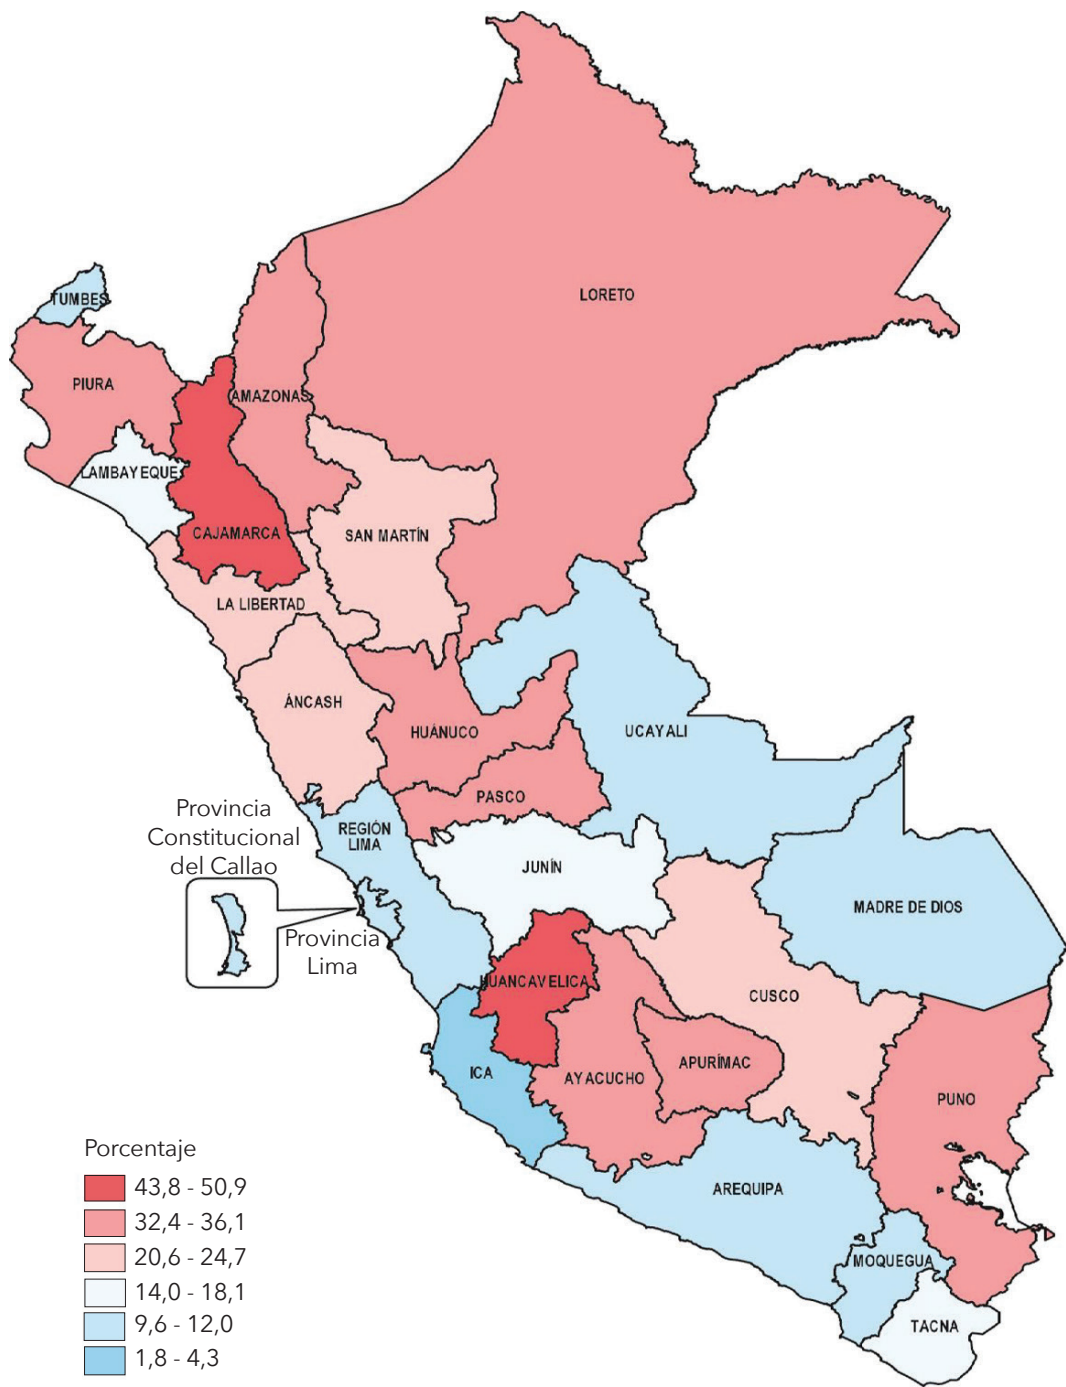 LORETO
TUMBES
PIURA
AMAZONAS
LAMBAYEQUE
CAJAMARCA
SAN MARTÍN
LA LIBERTAD
ÁNCASH
HUÁNUCO
UCAYALI
PASCO
Provincia
Constitucional
del Callao
REGIÓN
LIMA
JUNÍN
MADRE DE DIOS
Provincia
Lima
HUANCAVELICA
CUSCO
ICA
AYACUCHO
APURÍMAC
PUNO
AREQUIPA
MOQUEGUA
TACNA
Porcentaje
43,8 - 50,9
32,4 - 36,1
20,6 - 24,7
14,0 - 18,1
9,6 - 12,0
1,8 - 4,3